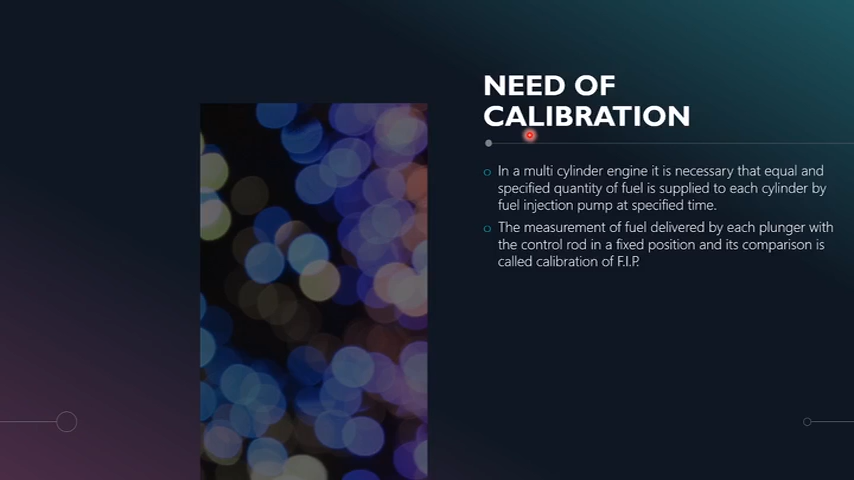 NEED OF
CALIBRATION
In a multi cylinder engine it is necessary that equal and
specified quantity of fuel is supplied to each cylinder by
fuel injection pump at specified time.
The measurement of fuel delivered by each plunger with
the control rod in a fixed position and its comparison is
called calibration of F.I.P.